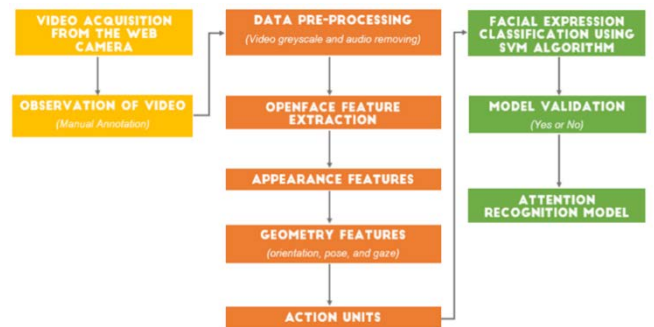 VIDEO ACQUISITION
FROM THE WEB
CAMERA
OBSERVATION OF VIDEO
(Manual Annotation)
DATA PRE-PROCESSING
(Video greyscale and audio removing)
OPENFACE FEATURE
EXTRACTION
APPEARANCE FEATURES
GEOMETRY FEATURES
(orientation, pose, and gaze)
ACTION UNITS
FACIAL EXPRESSION
CLASSIFICATION USING
SVM ALGORITHM
MODEL VALIDATION
(Yes or No)
ATTENTION
RECOGNITION MODEL